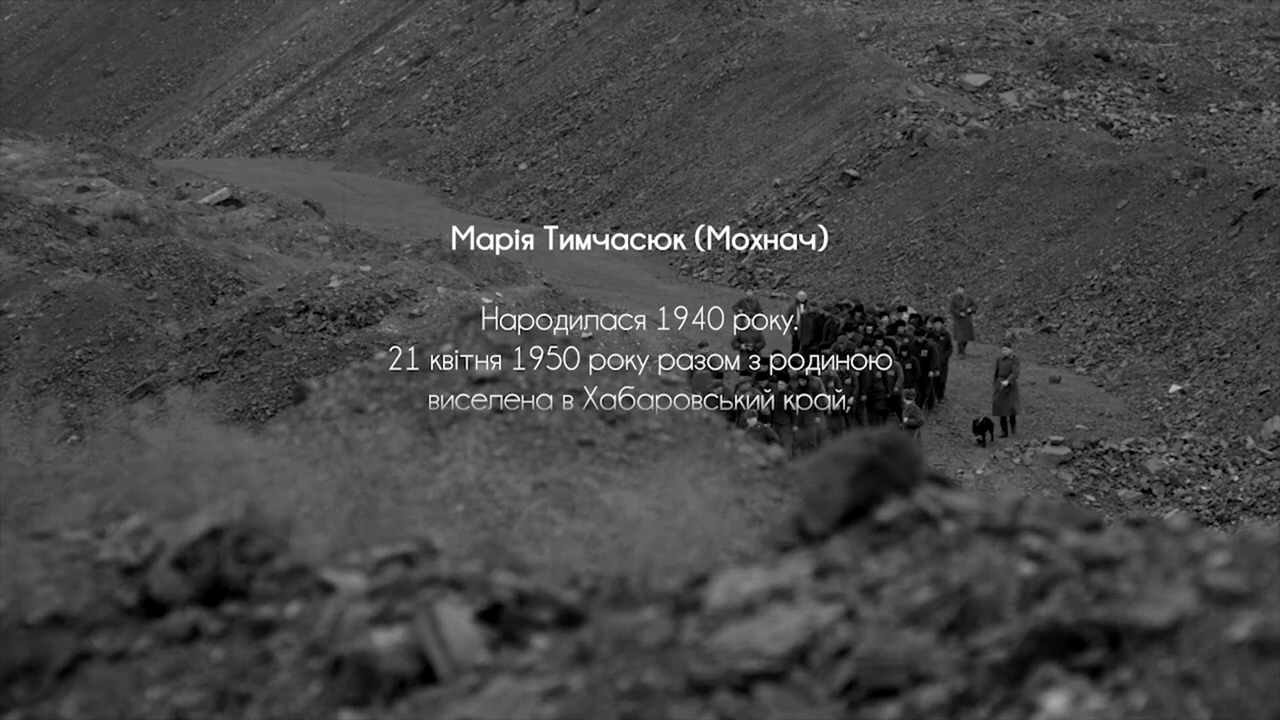 Марія Тимчасюк (Мохнач)
Народилася 1940 року.
21 квітня 1950 року разом з родиною
виселена в Хабаровський край,